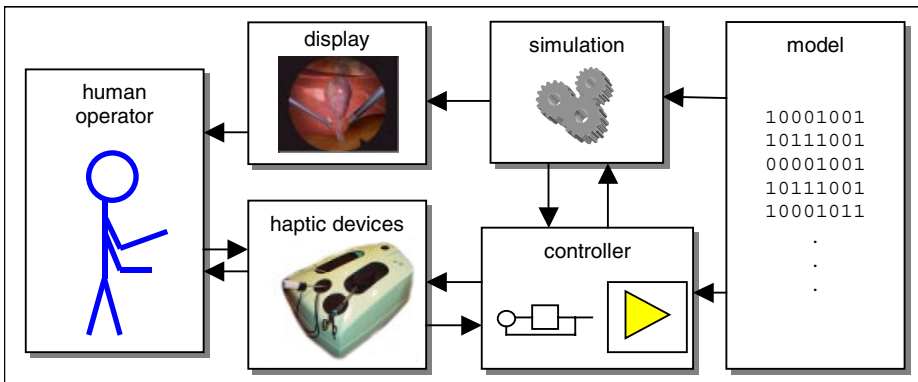 display
simulation
model
human
operator
10001001
10111001
00001001
10111001
10001011
.
.
.
haptic devices
controller